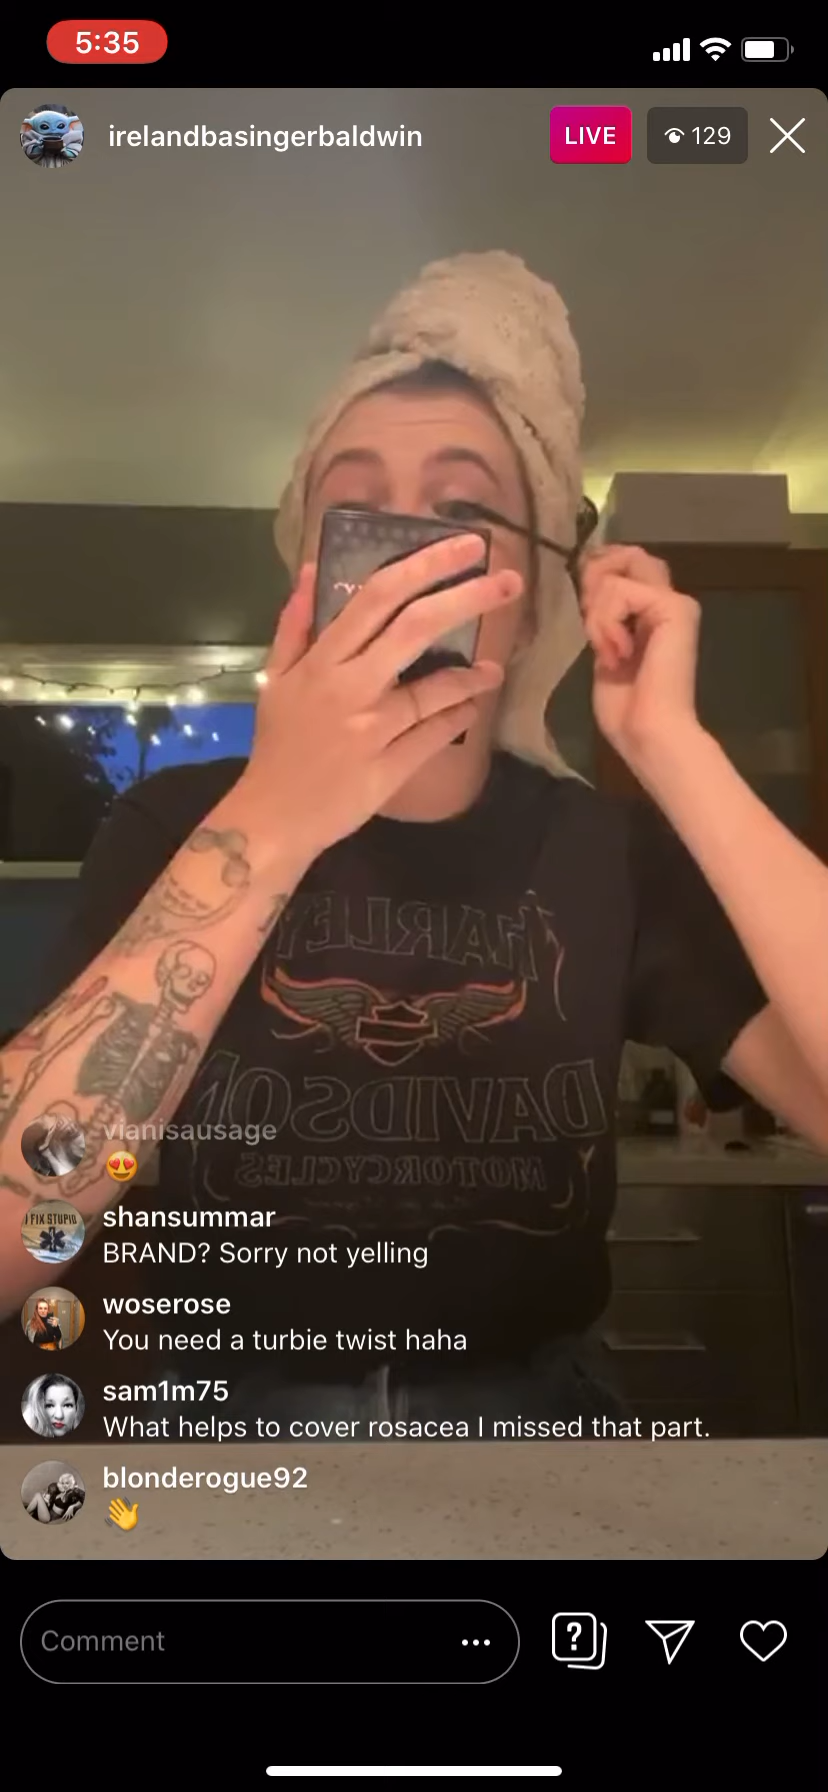 5:35
irelandbasingerbaldwin
LIVE
129
HARLEY
DAVIDSON
MOTORCYCLES
vianisausage
😍
I FIX STUPID
shansummar
BRAND? Sorry not yelling
woserose
You need a turbie twist haha
sam1m75
What helps to cover rosacea I missed that part.
blonderogue92
👋
Comment